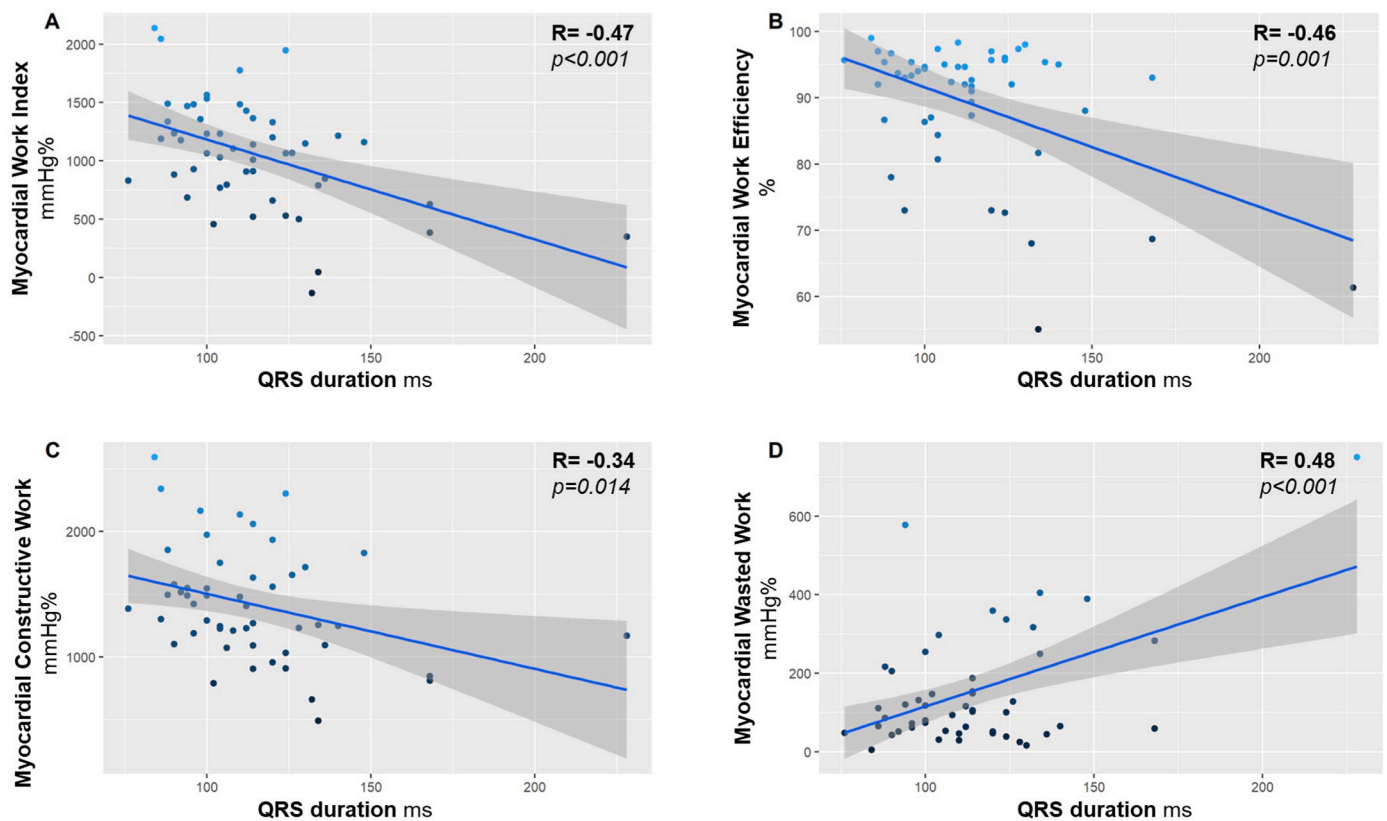 A
R= -0.47
p<0.001
Myocardial Work Index
mmHg%
2000
1500
1000
500
0
-500
100
150
200
QRS duration ms
B
R= -0.46
p=0.001
Myocardial Work Efficiency
%
100
90
80
70
60
100
150
200
QRS duration ms
C
R= -0.34
p=0.014
Myocardial Constructive Work
mmHg%
2000
1000
100
150
200
QRS duration ms
D
R= 0.48
p<0.001
Myocardial Wasted Work
mmHg%
600
400
200
0
100
150
200
QRS duration ms